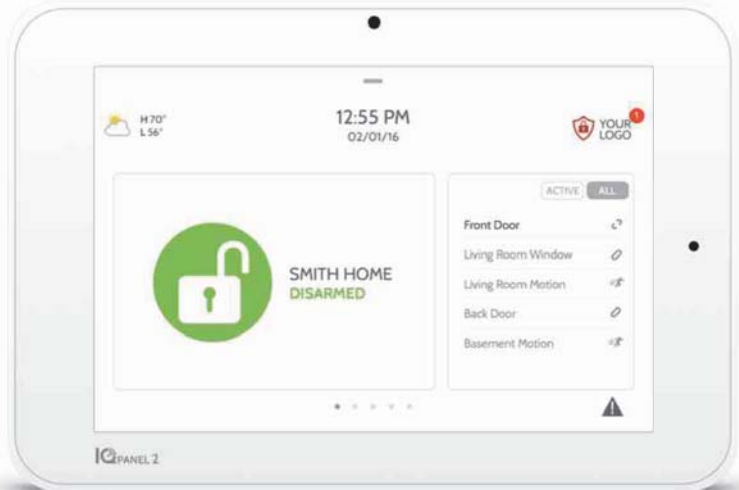 H 70°
L 56°
12:55 PM
02/01/16
YOUR
LOGO
1
SMITH HOME
DISARMED
ACTIVE
ALL
Front Door
Living Room Window
Living Room Motion
Back Door
Basement Motion
IQ PANEL 2